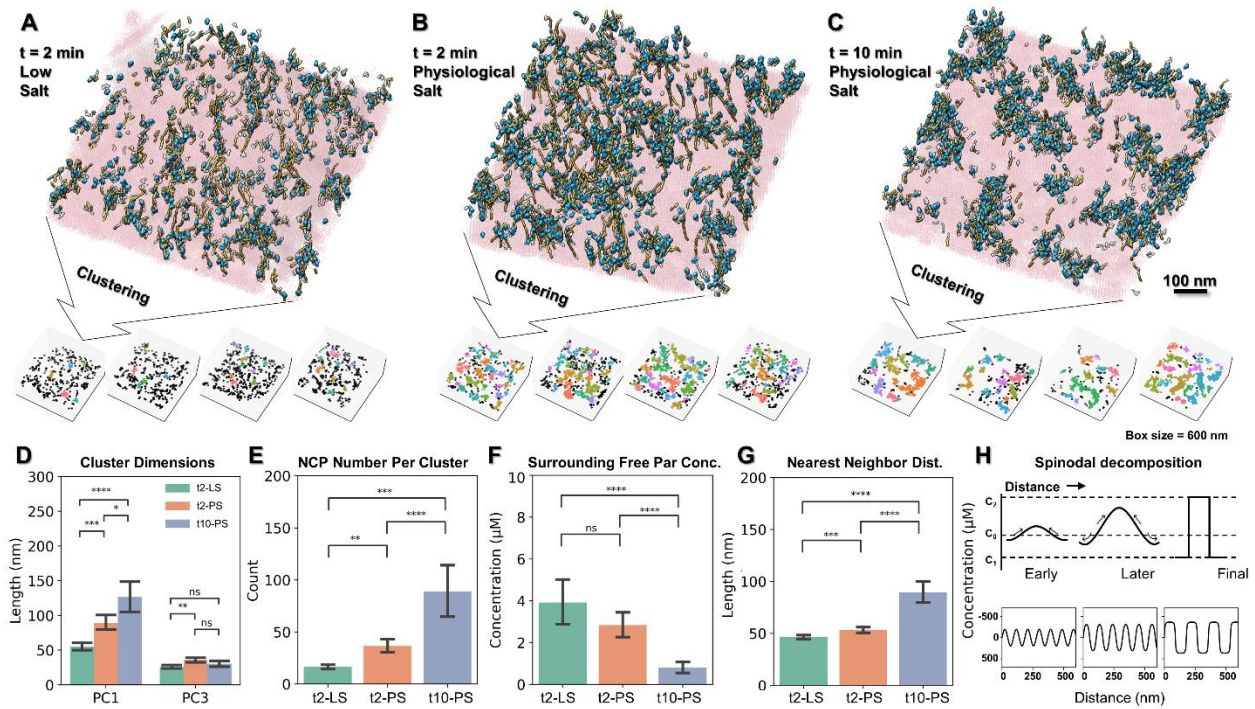 A
t = 2 min
Low
Salt
B
t = 2 min
Physiological
Salt
C
t = 10 min
Physiological
Salt
100 nm
Clustering
Clustering
Clustering
Box size = 600 nm
D
Cluster Dimensions
Length (nm)
300
250
200
150
100
50
0
t2-LS
t2-PS
t10-PS
****
***
*
ns
**
ns
PC1
PC3
E
NCP Number Per Cluster
Count
200
150
100
50
0
***
****
**
t2-LS
t2-PS
t10-PS
F
Surrounding Free Par Conc.
Concentration (μM)
10
8
6
4
2
0
****
ns
****
t2-LS
t2-PS
t10-PS
G
Nearest Neighbor Dist.
Length (nm)
200
150
100
50
0
****
***
****
t2-LS
t2-PS
t10-PS
H
Spinodal decomposition
Distance →
Concentration (μM)
C₂
C₀
C₁
Early
Later
Final
-500
0
500
0 250 500
0 250 500
0 250 500
Distance (nm)